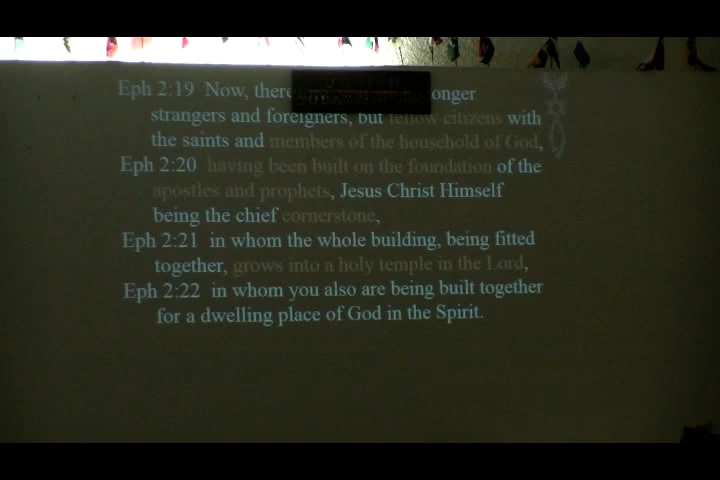 Eph 2:19 Now, there onger
strangers and foreigners, but fellow citizens with
the saints and members of the household of God,
Eph 2:20 having been built on the foundation of the
apostles and prophets, Jesus Christ Himself
being the chief cornerstone,
Eph 2:21 in whom the whole building, being fitted
together, grows into a holy temple in the Lord,
Eph 2:22 in whom you also are being built together
for a dwelling place of God in the Spirit.